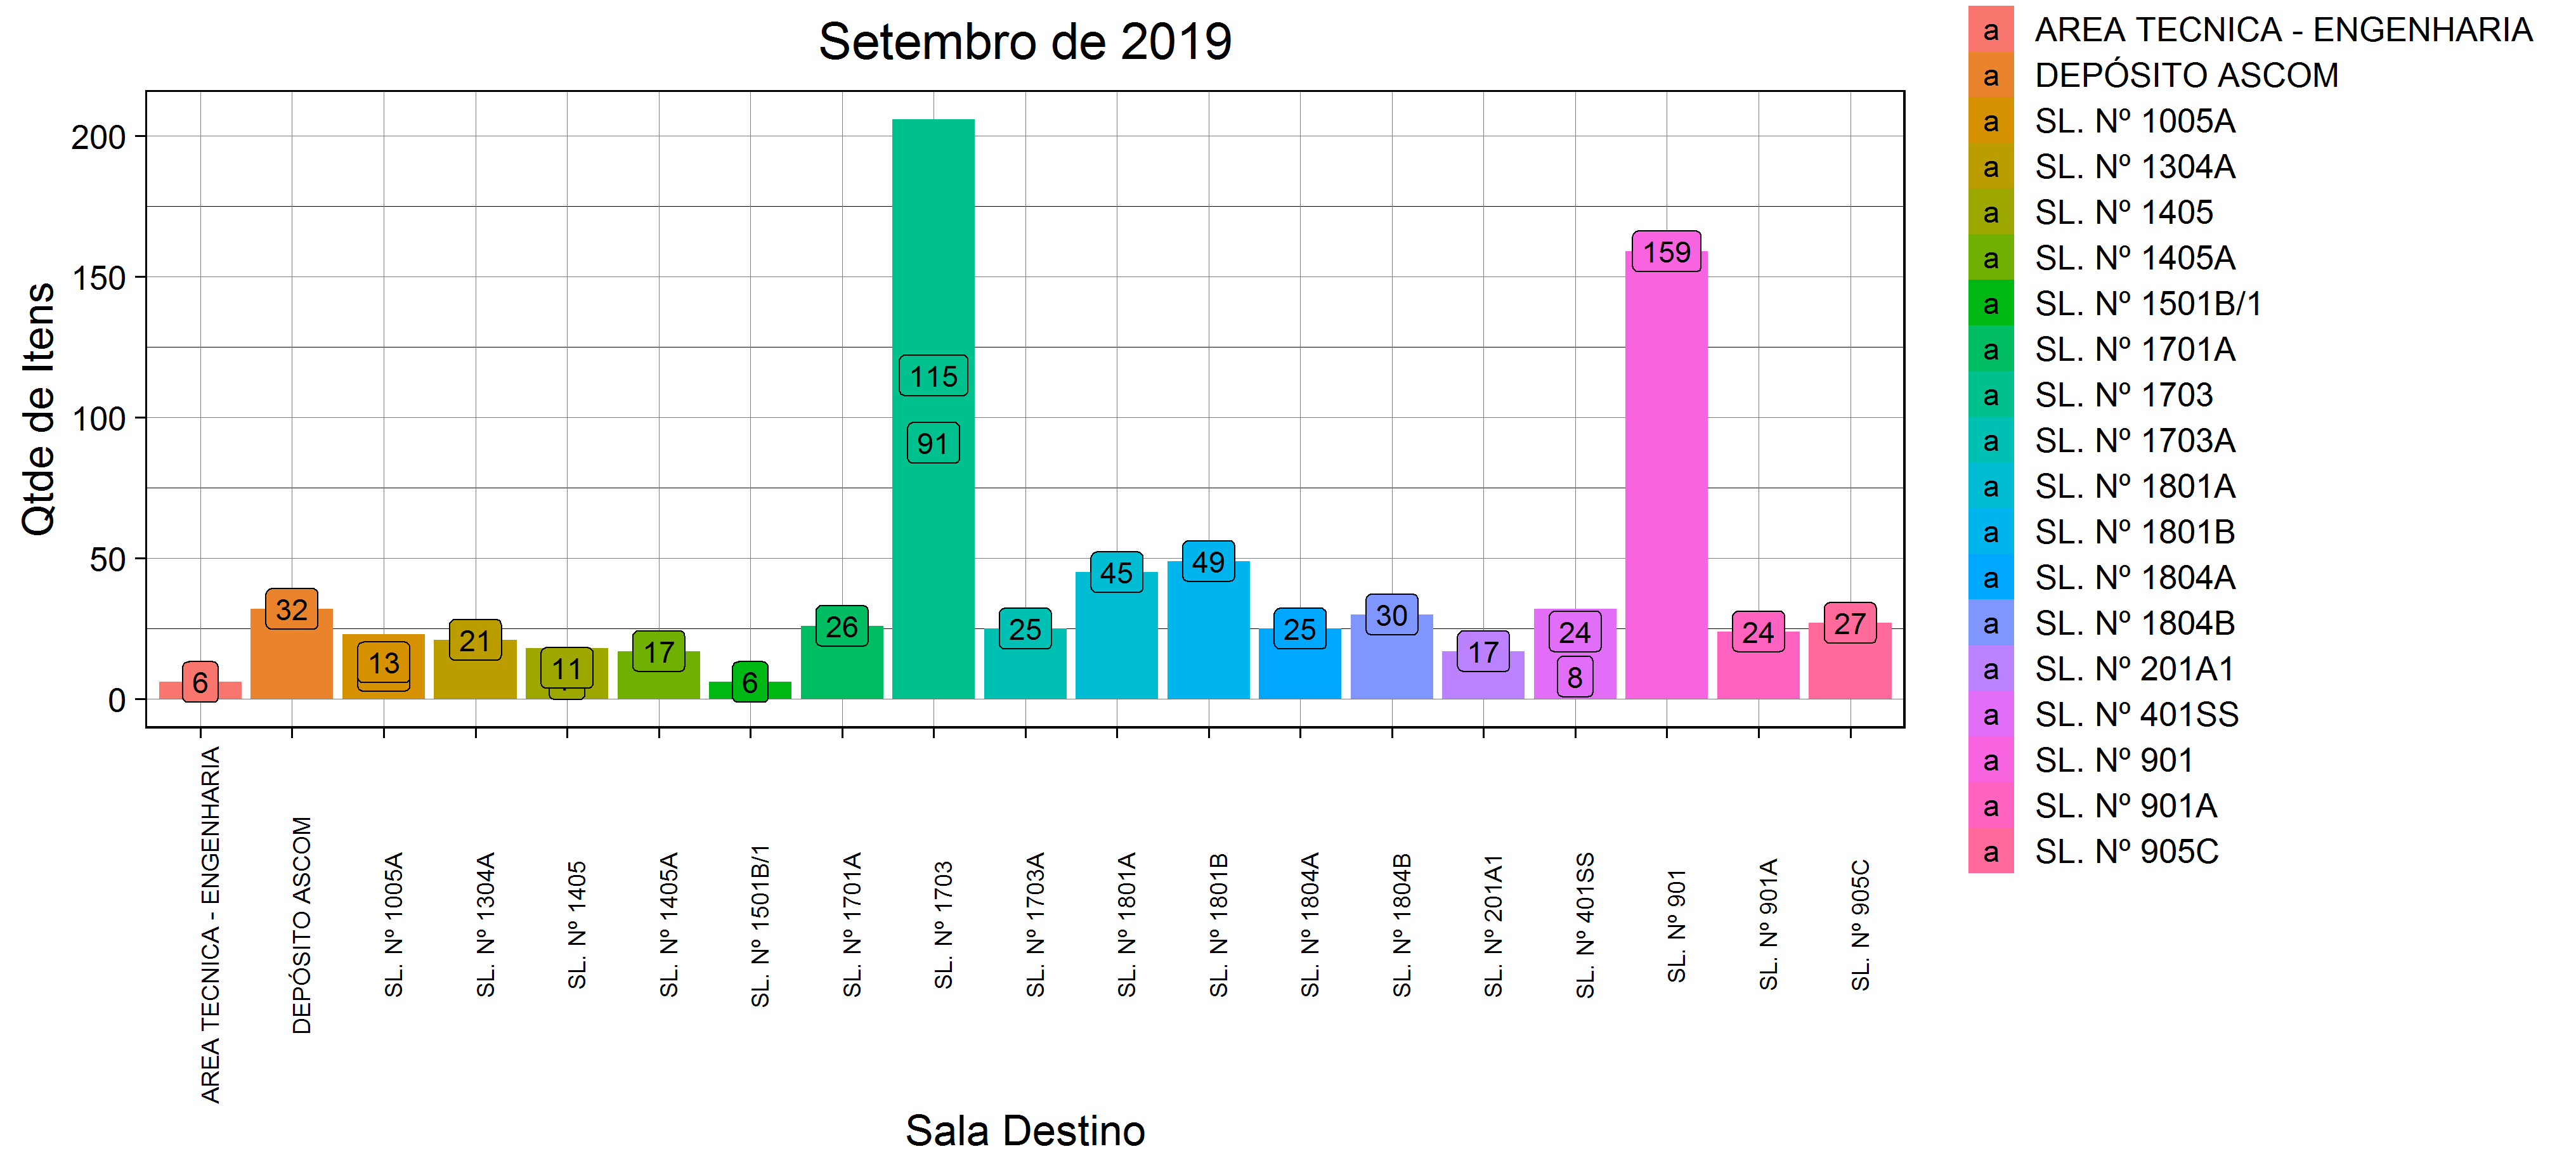 Setembro de 2019
Qtde de Itens
200
150
100
50
0
6
32
13
21
11
17
6
26
115
91
25
45
49
25
30
17
24
8
159
24
27
AREA TECNICA - ENGENHARIA
DEPÓSITO ASCOM
SL. Nº 1005A
SL. Nº 1304A
SL. Nº 1405
SL. Nº 1405A
SL. Nº 1501B/1
SL. Nº 1701A
SL. Nº 1703
SL. Nº 1703A
SL. Nº 1801A
SL. Nº 1801B
SL. Nº 1804A
SL. Nº 1804B
SL. Nº 201A1
SL. Nº 401SS
SL. Nº 901
SL. Nº 901A
SL. Nº 905C
Sala Destino
a AREA TECNICA - ENGENHARIA
a DEPÓSITO ASCOM
a SL. Nº 1005A
a SL. Nº 1304A
a SL. Nº 1405
a SL. Nº 1405A
a SL. Nº 1501B/1
a SL. Nº 1701A
a SL. Nº 1703
a SL. Nº 1703A
a SL. Nº 1801A
a SL. Nº 1801B
a SL. Nº 1804A
a SL. Nº 1804B
a SL. Nº 201A1
a SL. Nº 401SS
a SL. Nº 901
a SL. Nº 901A
a SL. Nº 905C